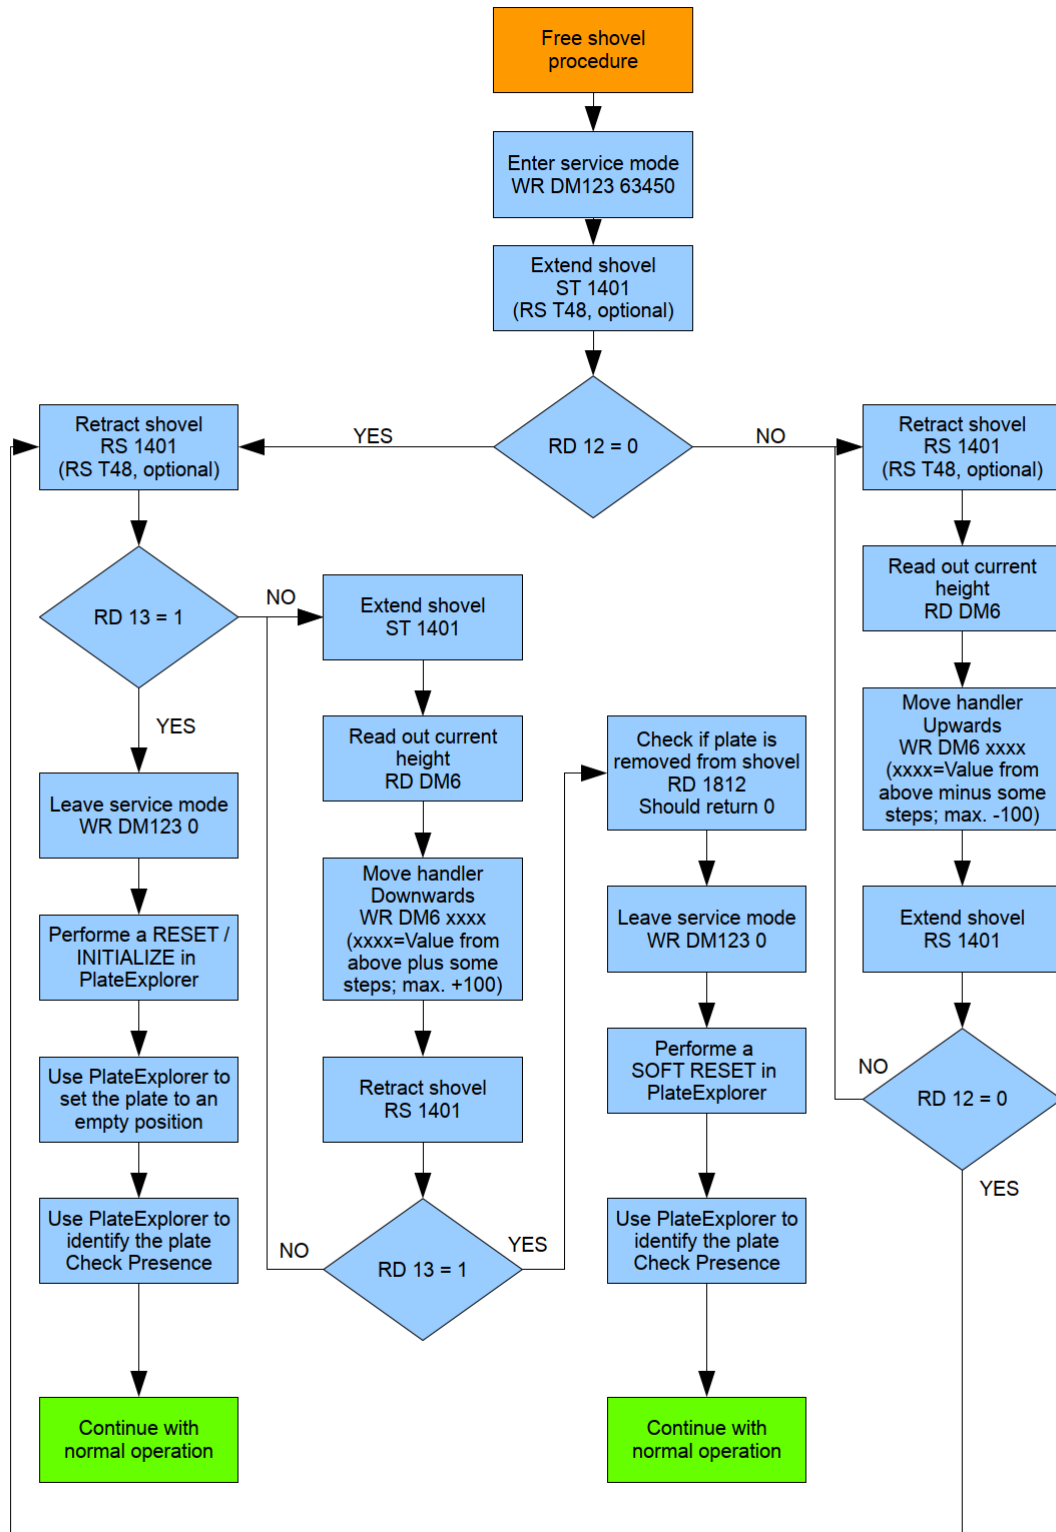 Free shovel
procedure
Enter service mode
WR DM123 63450
Extend shovel
ST 1401
(RS T48, optional)
RD 12 = 0
YES
NO
Retract shovel
RS 1401
(RS T48, optional)
RD 13 = 1
NO
YES
Leave service mode
WR DM123 0
Performe a RESET /
INITIALIZE in
PlateExplorer
Use PlateExplorer to
set the plate to an
empty position
Use PlateExplorer to
identify the plate
Check Presence
Continue with
normal operation
Extend shovel
ST 1401
Read out current
height
RD DM6
Move handler
Downwards
WR DM6 xxxx
(xxxx=Value from
above plus some
steps; max. +100)
Retract shovel
RS 1401
RD 13 = 1
NO
YES
Check if plate is
removed from shovel
RD 1812
Should return 0
Leave service mode
WR DM123 0
Performe a
SOFT RESET in
PlateExplorer
Use PlateExplorer to
identify the plate
Check Presence
Continue with
normal operation
Retract shovel
RS 1401
(RS T48, optional)
Read out current
height
RD DM6
Move handler
Upwards
WR DM6 xxxx
(xxxx=Value from
above minus some
steps; max. -100)
Extend shovel
RS 1401
RD 12 = 0
NO
YES